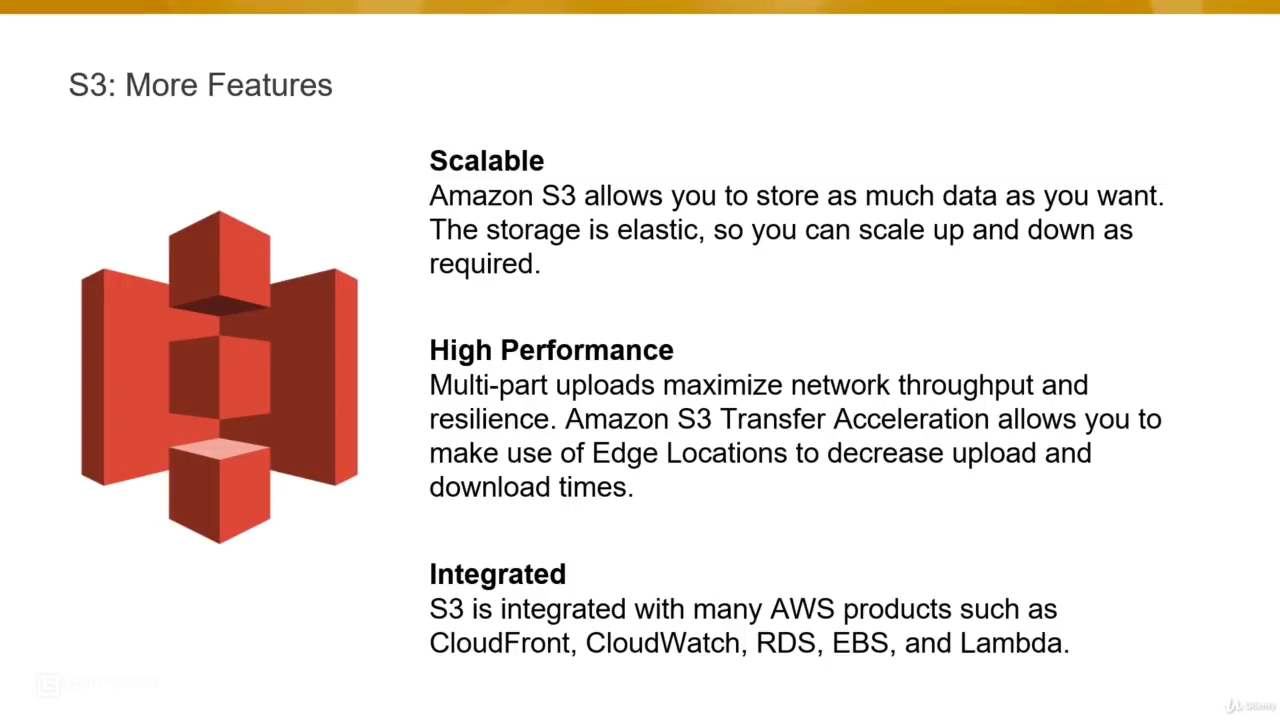 S3: More Features
Scalable
Amazon S3 allows you to store as much data as you want.
The storage is elastic, so you can scale up and down as
required.
High Performance
Multi-part uploads maximize network throughput and
resilience. Amazon S3 Transfer Acceleration allows you to
make use of Edge Locations to decrease upload and
download times.
Integrated
S3 is integrated with many AWS products such as
CloudFront, CloudWatch, RDS, EBS, and Lambda.
Udemy